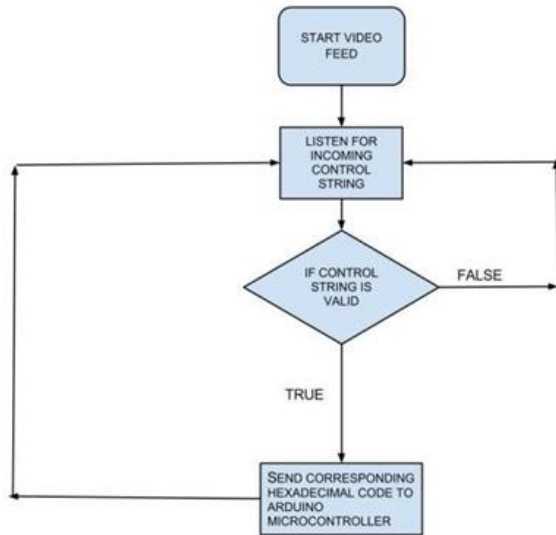 START VIDEO
FEED
LISTEN FOR
INCOMING
CONTROL
STRING
IF CONTROL
STRING IS
VALID
FALSE
TRUE
SEND CORRESPONDING
HEXADECIMAL CODE TO
ARDUINO
MICROCONTROLLER